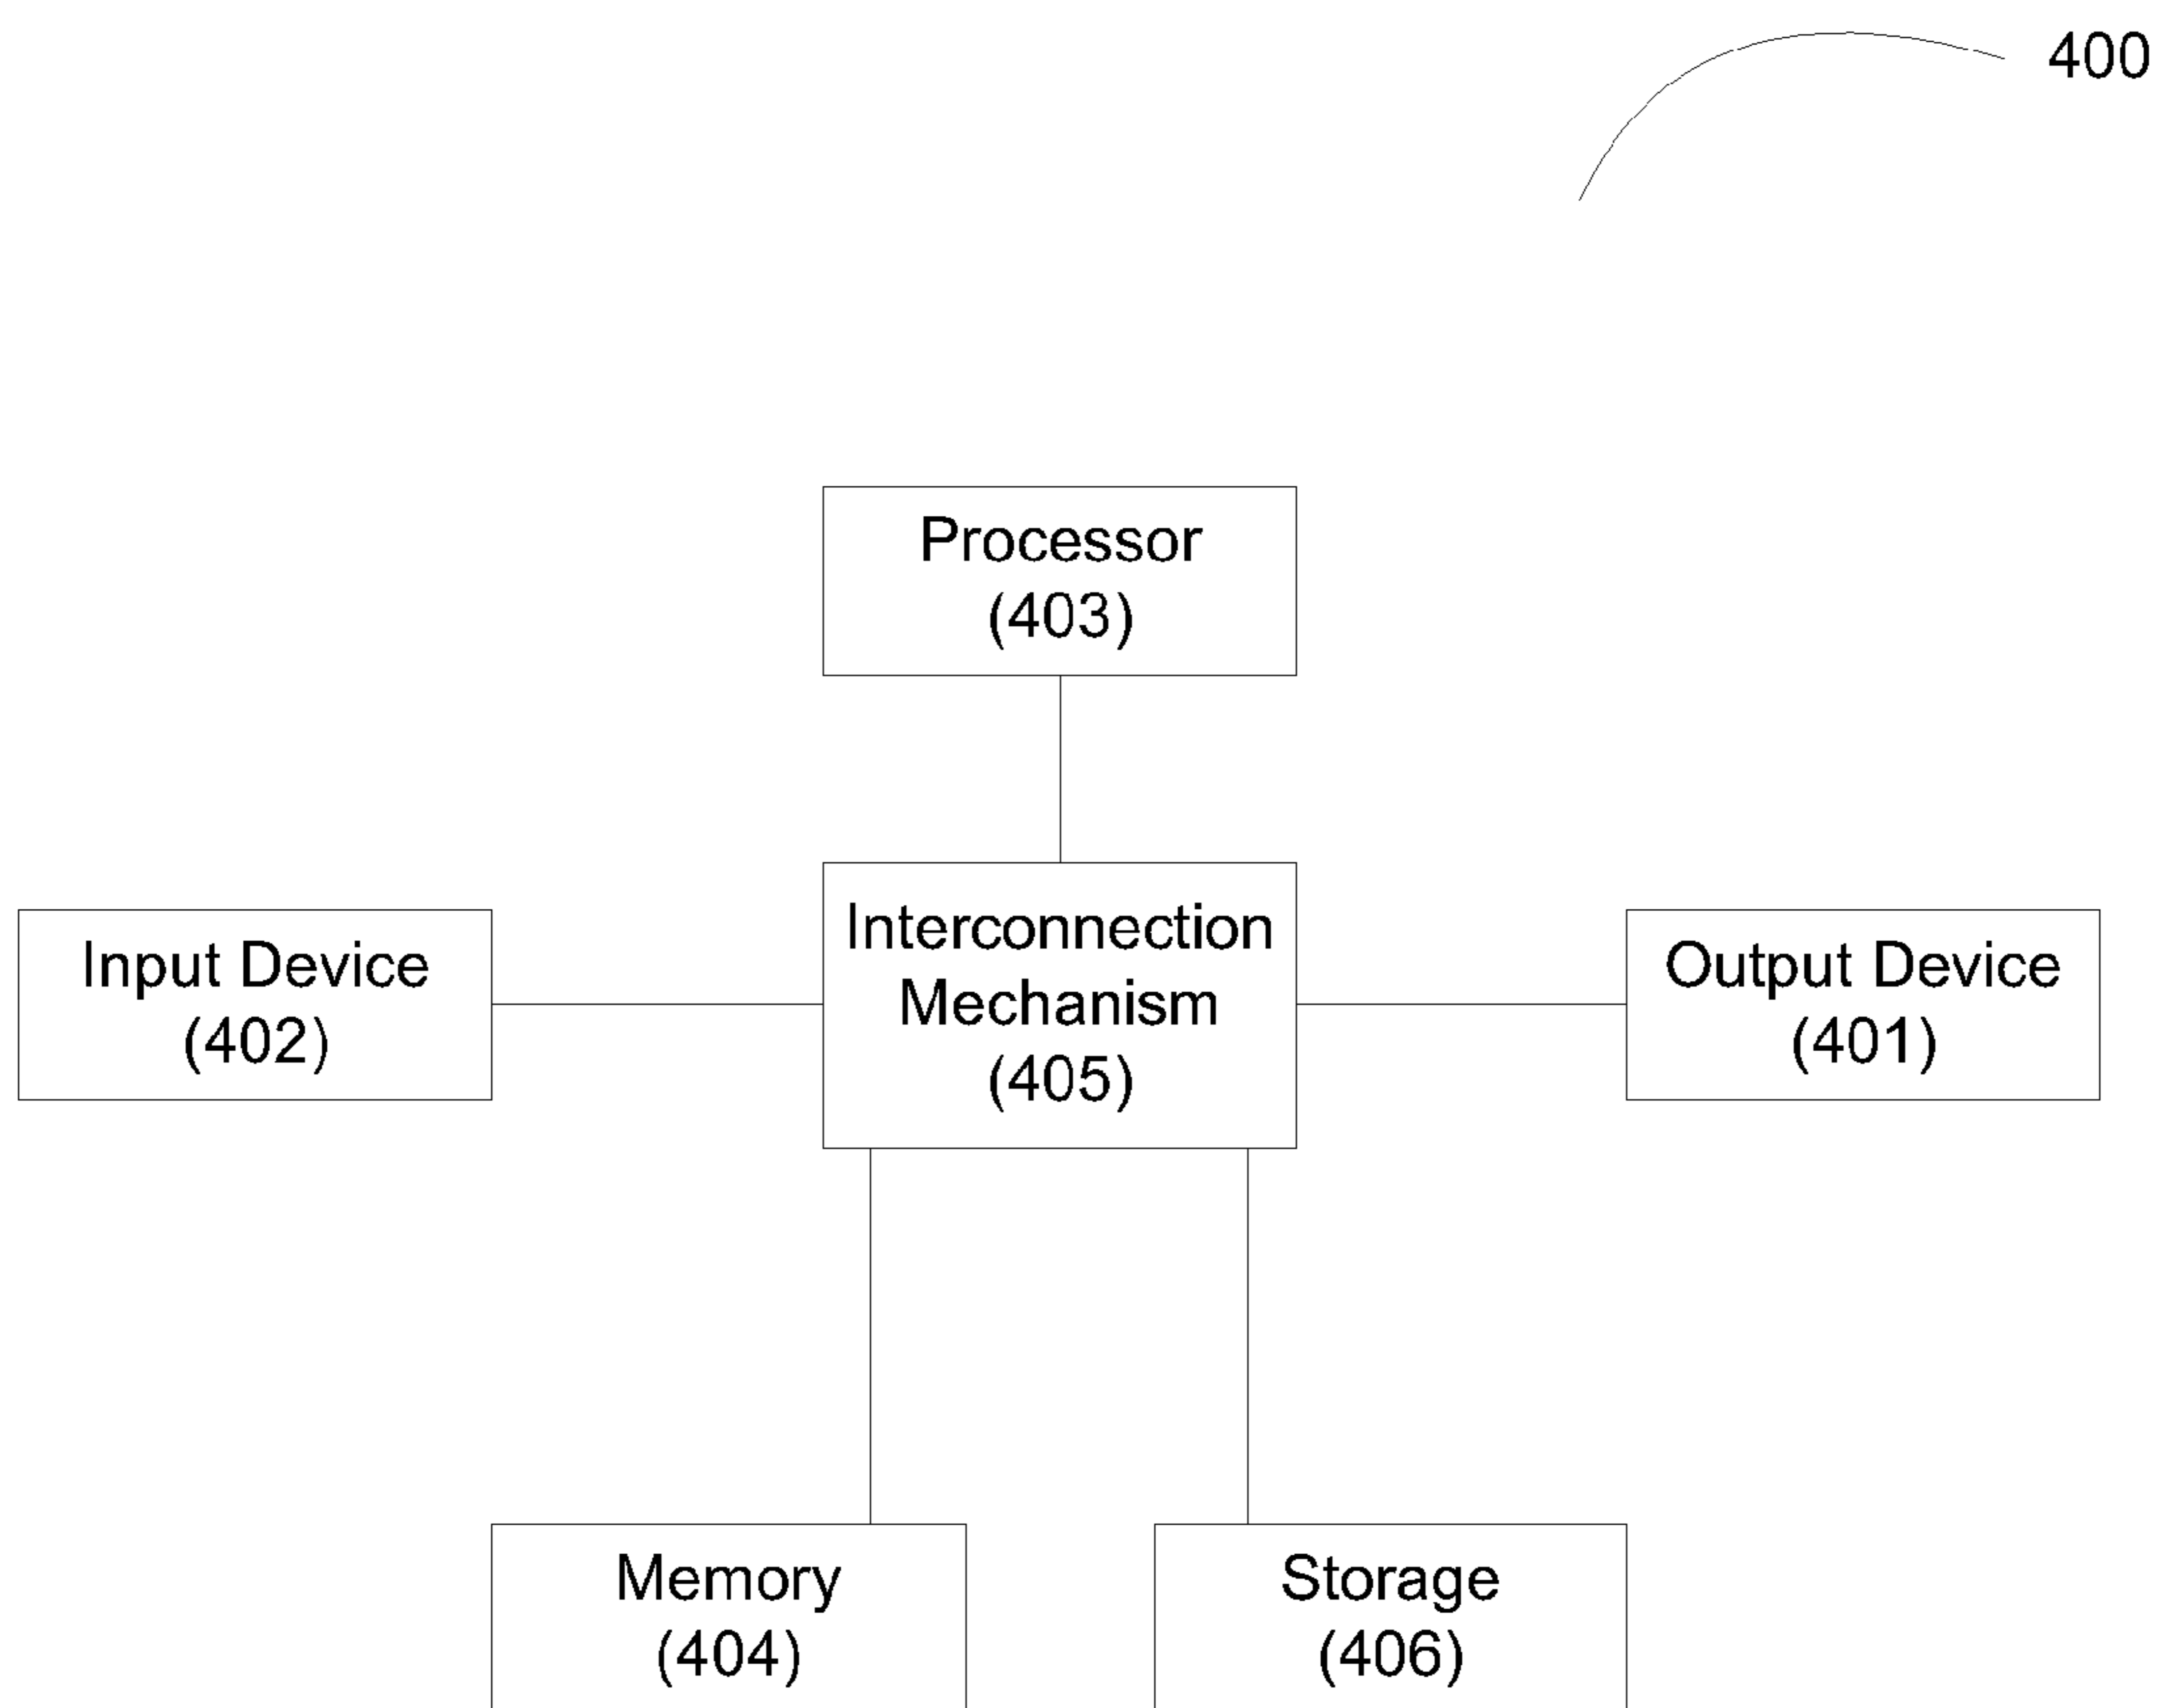 400
Processor
(403)
Input Device
(402)
Interconnection
Mechanism
(405)
Output Device
(401)
Memory
(404)
Storage
(406)